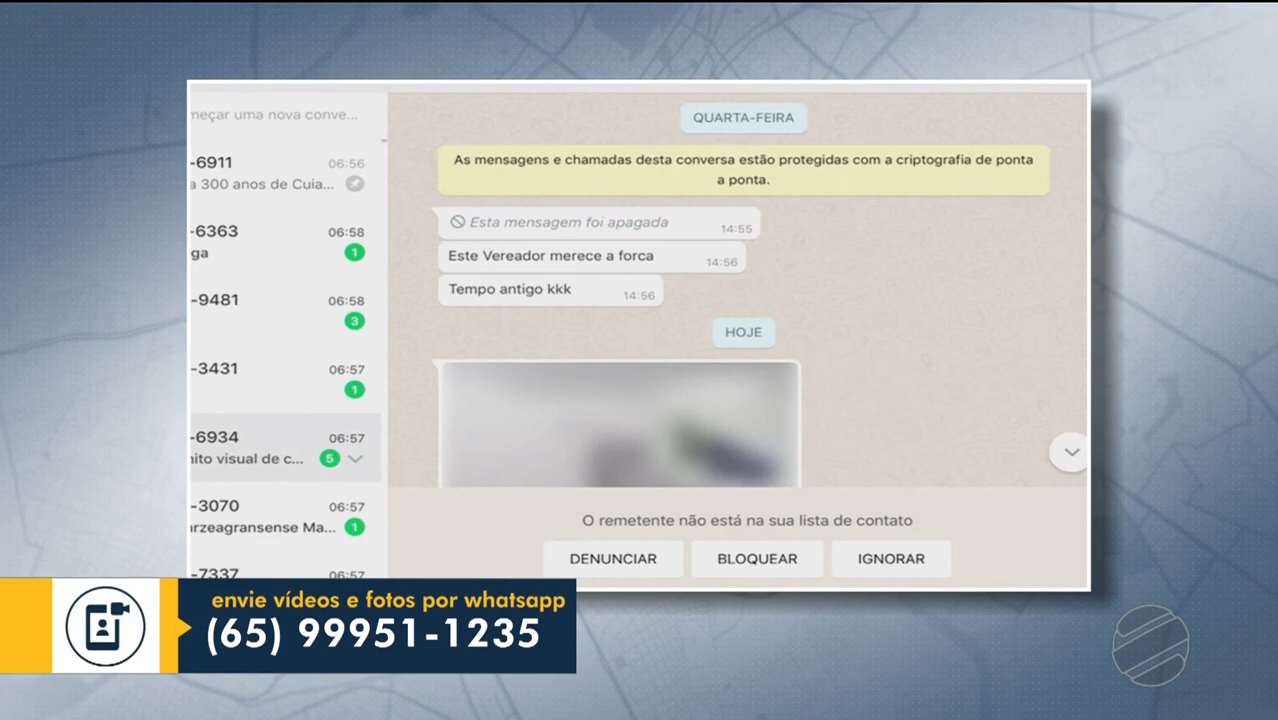 meçar uma nova conve...
-6911 06:56
a 300 anos de Cuia...
-6363 06:58
ga 1
-9481 06:58
3
-3431 06:57
1
-6934 06:57
nito visual de c... 5
-3070 06:57
arzeagransense Ma... 1
-7337 06:57
QUARTA-FEIRA
As mensagens e chamadas desta conversa estão protegidas com a criptografia de ponta
a ponta.
Esta mensagem foi apagada 14:55
Este Vereador merece a forca 14:56
Tempo antigo kkk 14:56
HOJE
O remetente não está na sua lista de contato
DENUNCIAR BLOQUEAR IGNORAR
envie vídeos e fotos por whatsapp
(65) 99951-1235